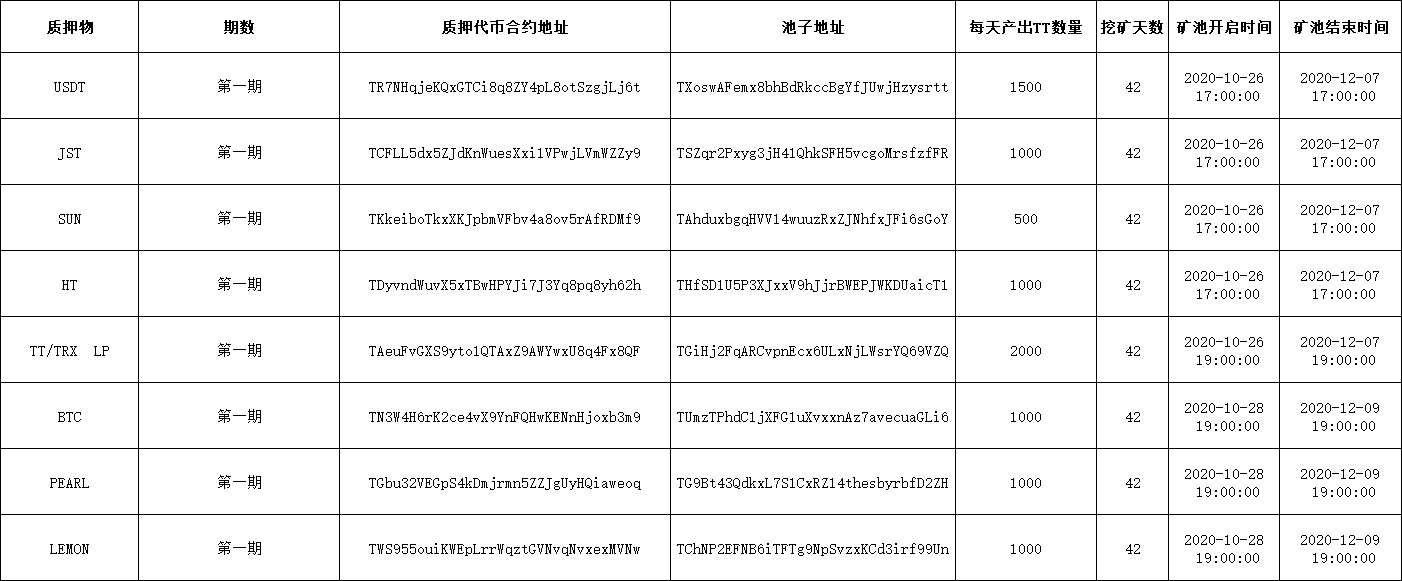 质押物 期数 质押代币合约地址 池子地址 每天产出TT数量 挖矿天数 矿池开启时间 矿池结束时间
USDT 第一期 TR7NHqjeKQxGTCi8q8ZY4pL8otSzgjLj6t TXoswAFemx8bhBdRkccBgYfJUwjHzysrtt 1500 42 2020-10-26 17:00:00 2020-12-07 17:00:00
JST 第一期 TCFLL5dx5ZJdKnWuesXxi1VPwjLVmWZZy9 TSZqr2Pxyg3jH41QhkSFH5vcgoMrsfzfFR 1000 42 2020-10-26 17:00:00 2020-12-07 17:00:00
SUN 第一期 TKkeiboTkxXKJpbmVFbv4a8ov5rAfRDMf9 TAhduxbgqHVV14wuuzRxZJNhfxJFi6sGoY 500 42 2020-10-26 17:00:00 2020-12-07 17:00:00
HT 第一期 TDyvndWuvX5xTBwHPYJi7J3Yq8pq8yh62h THfSD1U5P3XJxxV9hJjrBWEPJWKDUaicT1 1000 42 2020-10-26 17:00:00 2020-12-07 17:00:00
TT/TRX LP 第一期 TAeuFvGXS9yto1QTAxZ9AWYwxU8q4Fx8QF TGiHj2FqARCvpnEcx6ULxNjLWsrYQ69VZQ 2000 42 2020-10-26 19:00:00 2020-12-07 19:00:00
BTC 第一期 TN3W4H6rK2ce4vX9YnFQHwKENnHjoxb3m9 TUmzTPhdC1jXFG1uXvxxnAz7avecuaGLi6 1000 42 2020-10-28 19:00:00 2020-12-09 19:00:00
PEARL 第一期 TGbu32VEGpS4kDmjrmn5ZZJgUyHQiaweoq TG9Bt43QdkxL7S1CxRZ14thesbyrbfD2ZH 1000 42 2020-10-28 19:00:00 2020-12-09 19:00:00
LEMON 第一期 TWS955ouiKWEpLrrWqztGVNvqNvxexMVNw TChNP2EFNB6iTFTg9NpSvzxKCd3irf99Un 1000 42 2020-10-28 19:00:00 2020-12-09 19:00:00